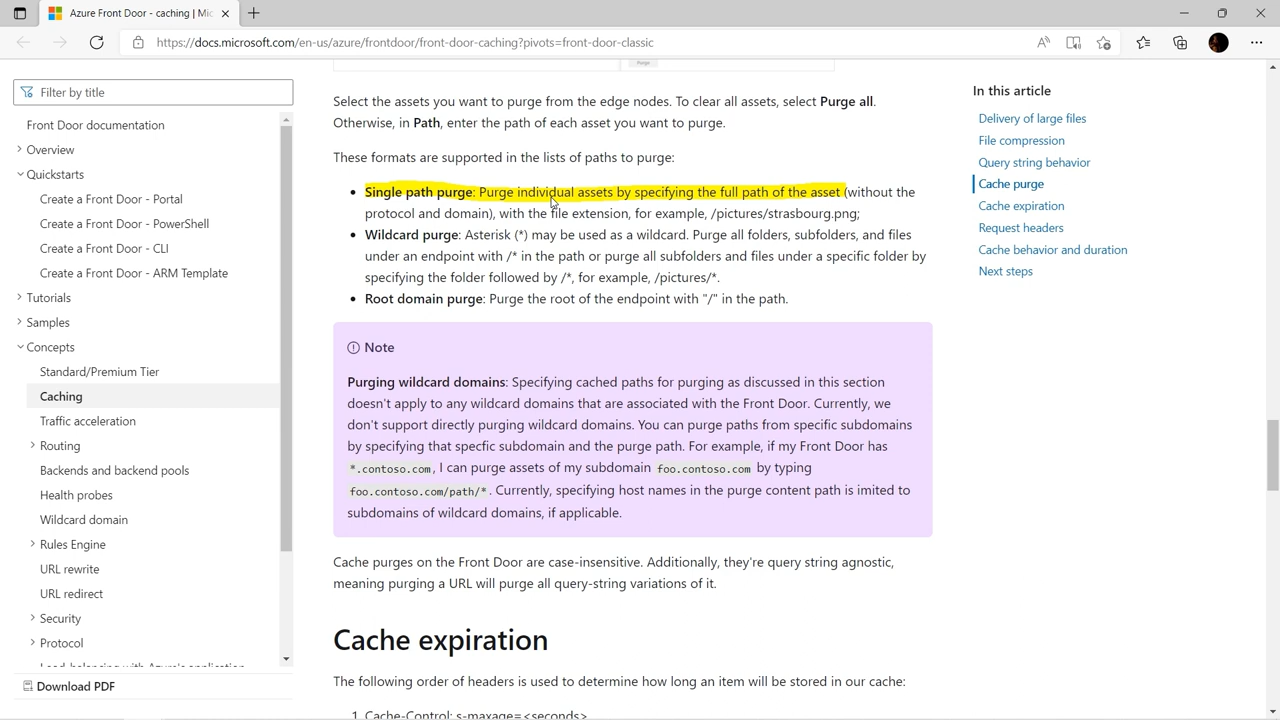 Azure Front Door - caching | Mic
https://docs.microsoft.com/en-us/azure/frontdoor/front-door-caching?pivots=front-door-classic
Filter by title
Front Door documentation
Overview
Quickstarts
Create a Front Door - Portal
Create a Front Door - PowerShell
Create a Front Door - CLI
Create a Front Door - ARM Template
Tutorials
Samples
Concepts
Standard/Premium Tier
Caching
Traffic acceleration
Routing
Backends and backend pools
Health probes
Wildcard domain
Rules Engine
URL rewrite
URL redirect
Security
Protocol
Load-balancing with Azure's application
Download PDF
Purge
Select the assets you want to purge from the edge nodes. To clear all assets, select Purge all.
Otherwise, in Path, enter the path of each asset you want to purge.
These formats are supported in the lists of paths to purge:
• Single path purge: Purge individual assets by specifying the full path of the asset (without the
protocol and domain), with the file extension, for example, /pictures/strasbourg.png;
• Wildcard purge: Asterisk (*) may be used as a wildcard. Purge all folders, subfolders, and files
under an endpoint with /* in the path or purge all subfolders and files under a specific folder by
specifying the folder followed by /*, for example, /pictures/*.
• Root domain purge: Purge the root of the endpoint with "/" in the path.
Note
Purging wildcard domains: Specifying cached paths for purging as discussed in this section
doesn't apply to any wildcard domains that are associated with the Front Door. Currently, we
don't support directly purging wildcard domains. You can purge paths from specific subdomains
by specifying that specfic subdomain and the purge path. For example, if my Front Door has
*.contoso.com, I can purge assets of my subdomain foo.contoso.com by typing
foo.contoso.com/path/*. Currently, specifying host names in the purge content path is imited to
subdomains of wildcard domains, if applicable.
Cache purges on the Front Door are case-insensitive. Additionally, they're query string agnostic,
meaning purging a URL will purge all query-string variations of it.
Cache expiration
The following order of headers is used to determine how long an item will be stored in our cache:
1. Cache-Control: s-maxage=<seconds>
In this article
Delivery of large files
File compression
Query string behavior
Cache purge
Cache expiration
Request headers
Cache behavior and duration
Next steps